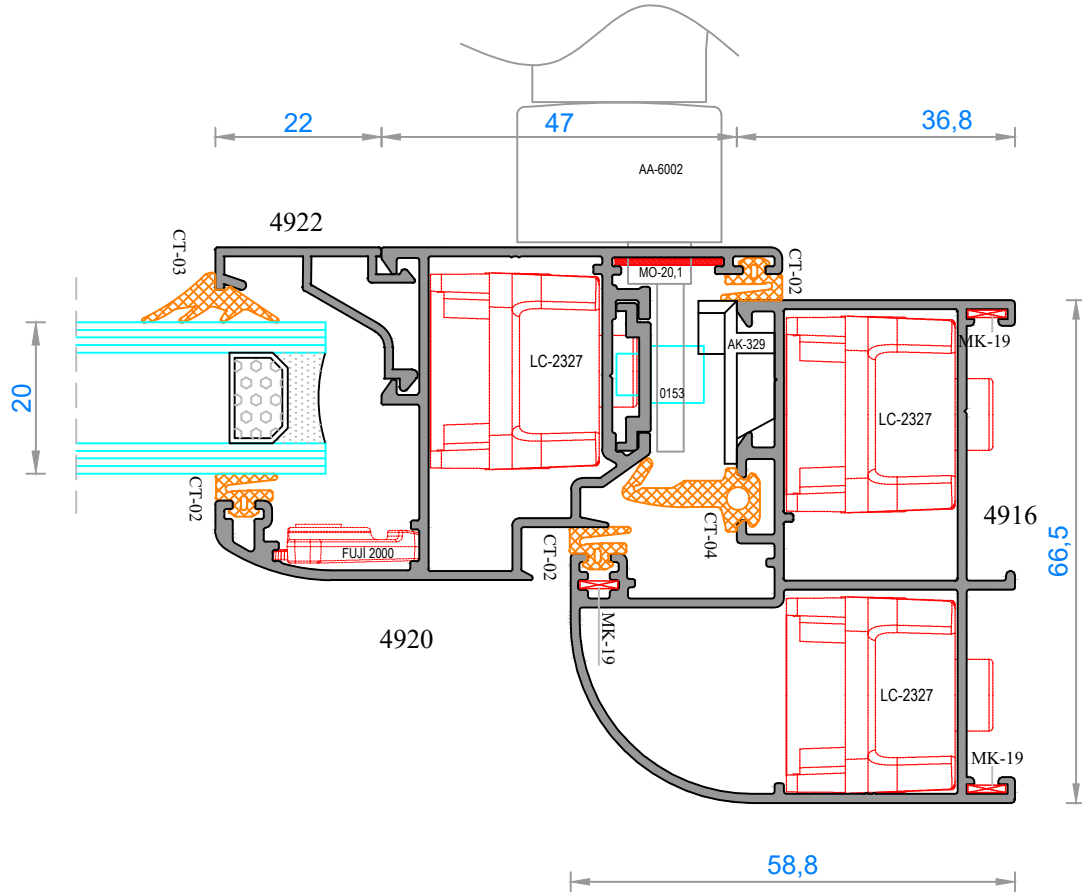 22
47
36,8
AA-6002
4922
CT-03
CT-02
MO-20,1
MK-19
AK-329
LC-2327
0153
LC-2327
20
CT-02
CT-04
4916
FUJI 2000
CT-02
66,5
4920
MK-19
LC-2327
MK-19
58,8